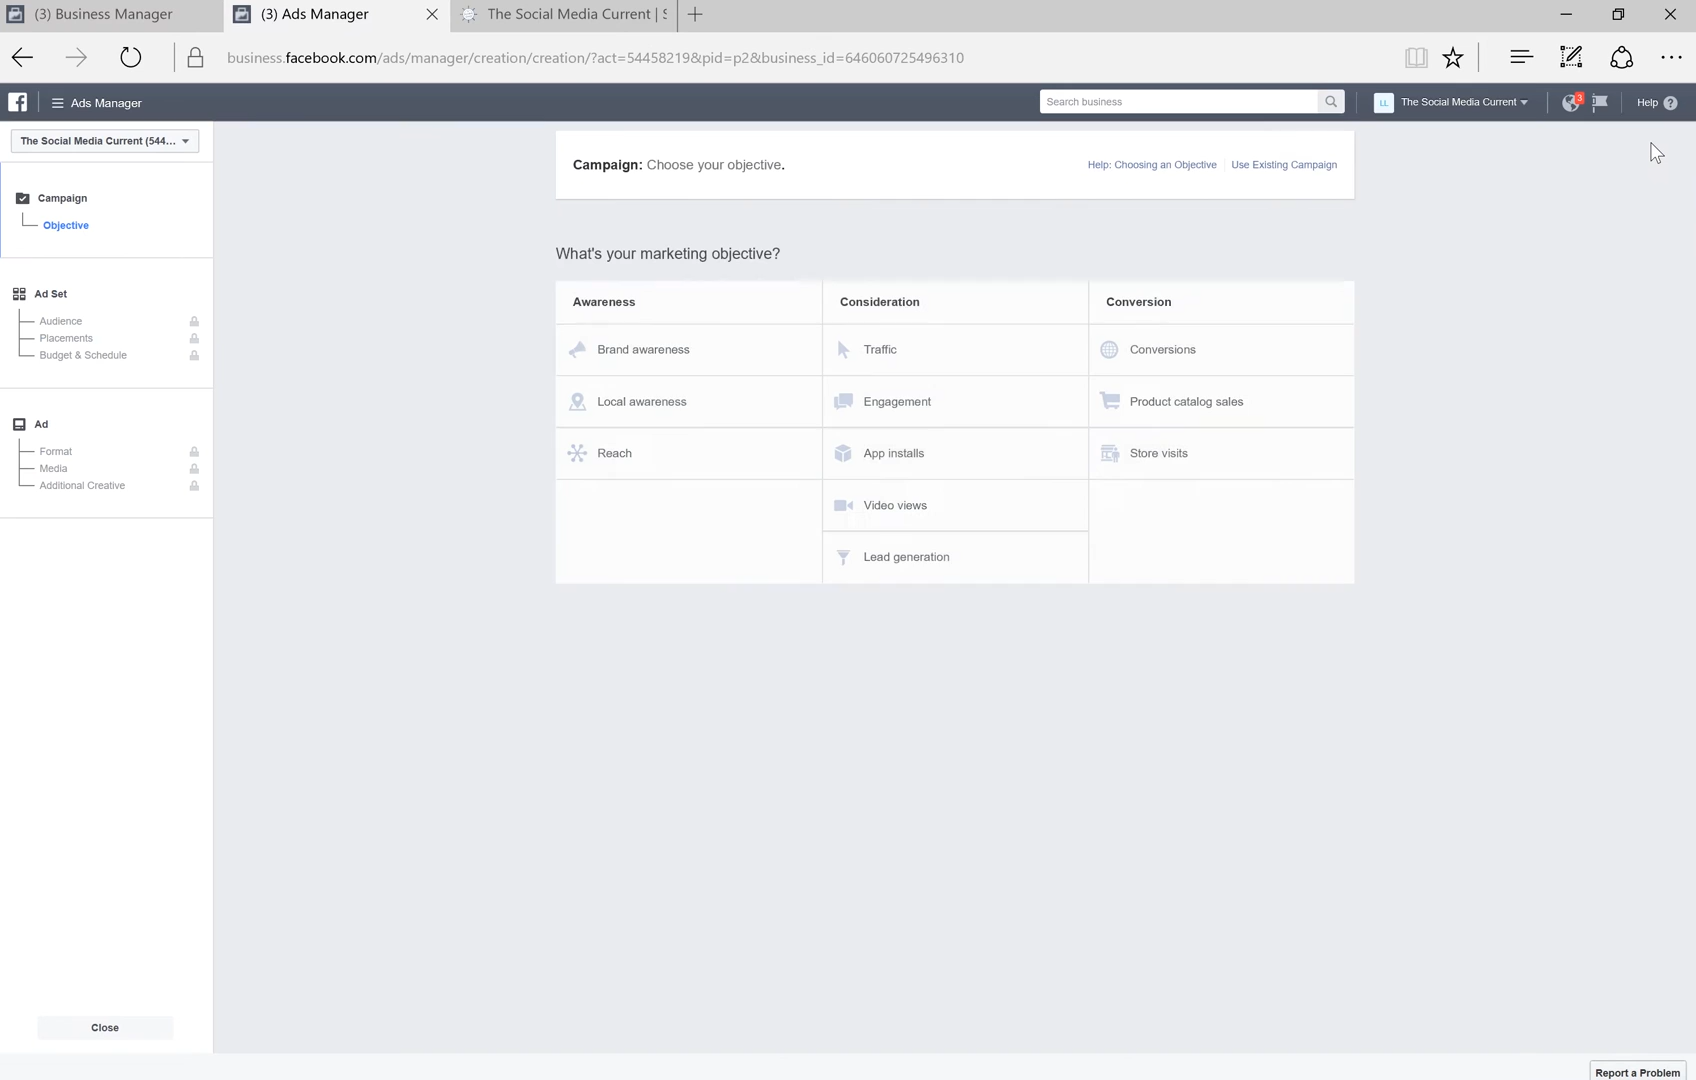 (3) Business Manager
(3) Ads Manager
The Social Media Current | S
business.facebook.com/ads/manager/creation/creation/?act=54458219&pid=p2&business_id=646060725496310
f
Ads Manager
Search business
LL
The Social Media Current
3
Help ?
The Social Media Current (544...
Campaign
Objective
Ad Set
Audience
Placements
Budget & Schedule
Ad
Format
Media
Additional Creative
Close
Campaign: Choose your objective.
Help: Choosing an Objective
Use Existing Campaign
What's your marketing objective?
Awareness
Consideration
Conversion
Brand awareness
Traffic
Conversions
Local awareness
Engagement
Product catalog sales
Reach
App installs
Store visits
Video views
Lead generation
Report a Problem